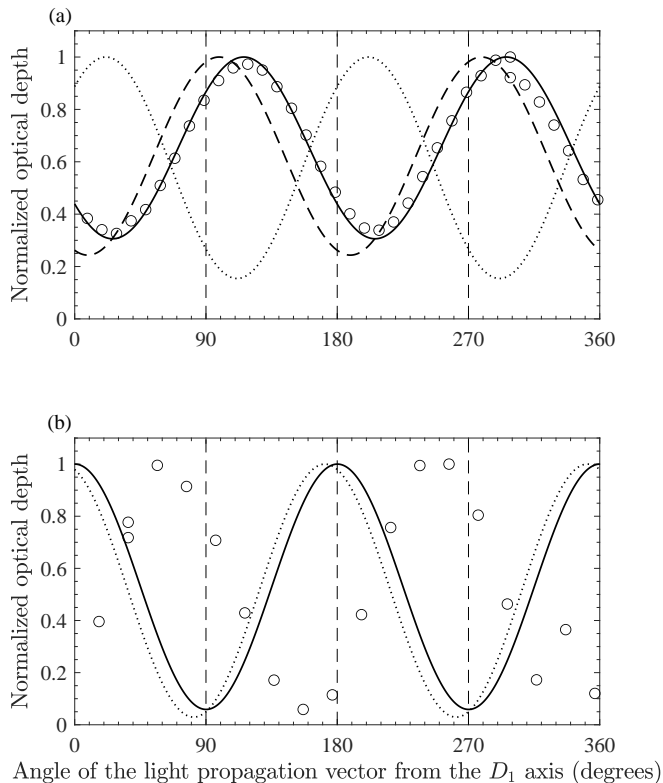 (a)
Normalized optical depth
1
0.8
0.6
0.4
0.2
0
0 90 180 270 360
(b)
Normalized optical depth
1
0.8
0.6
0.4
0.2
0
0 90 180 270 360
Angle of the light propagation vector from the D₁ axis (degrees)